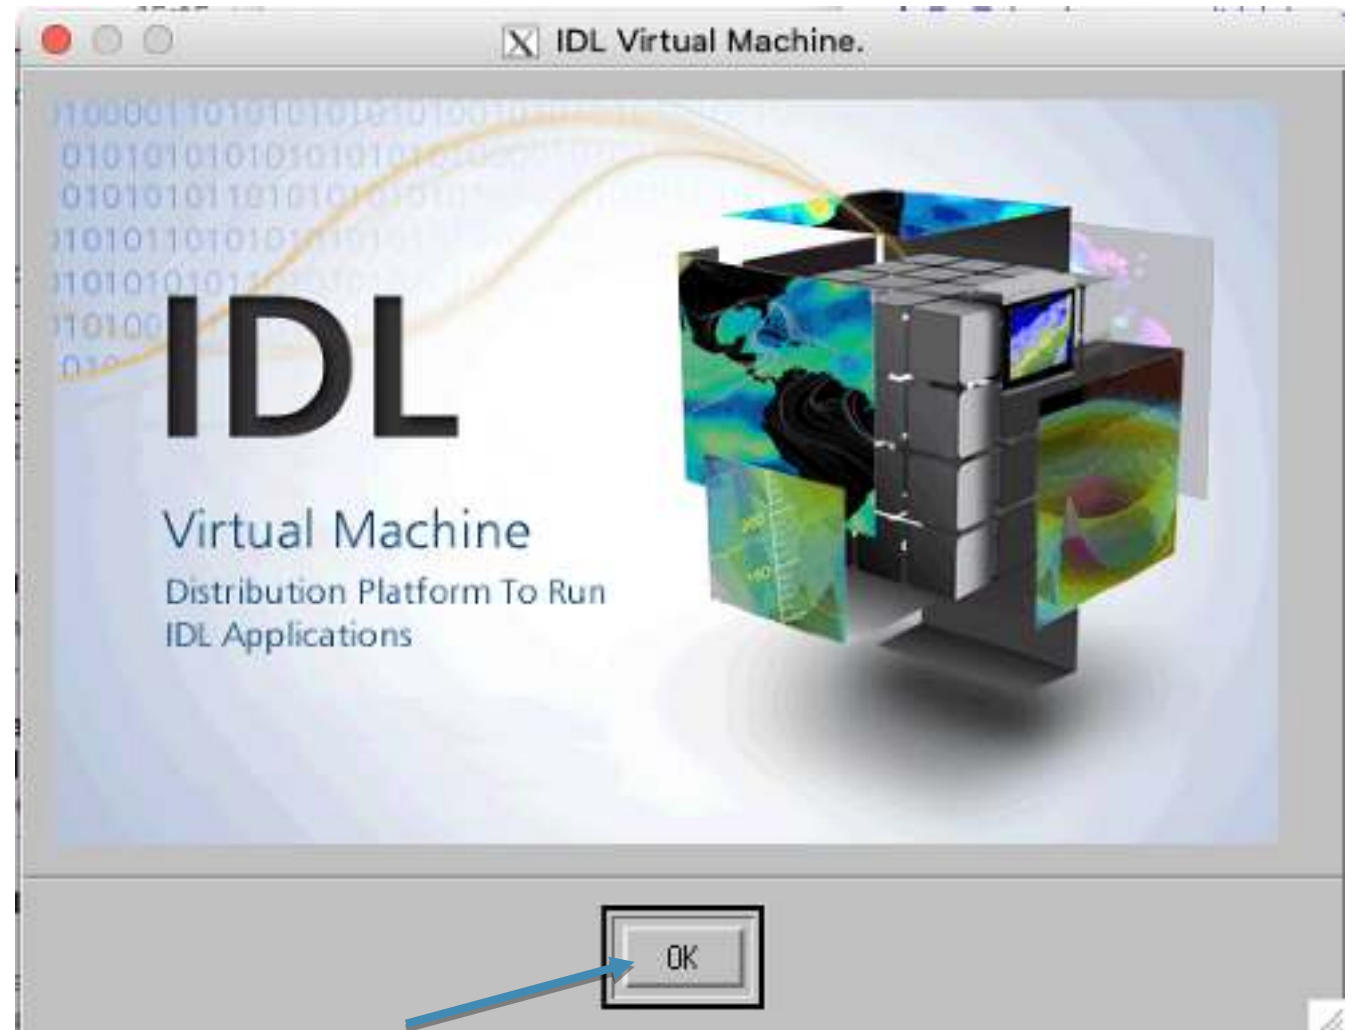 IDL Virtual Machine.
IDL
Virtual Machine
Distribution Platform To Run
IDL Applications
OK